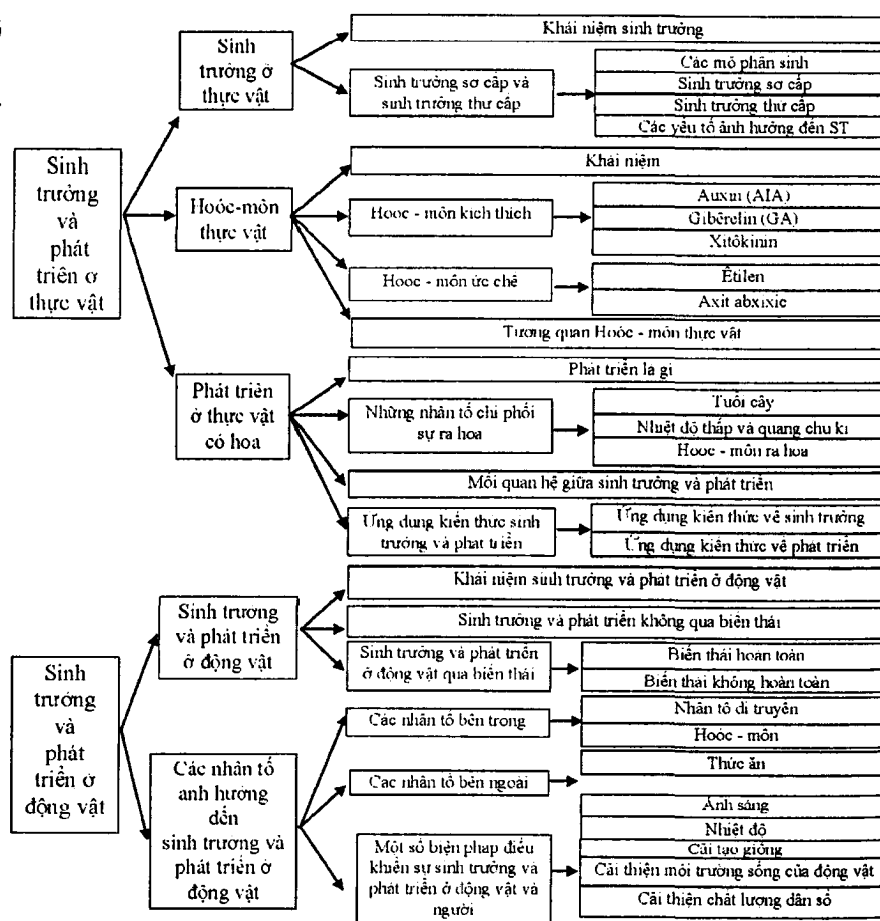 Sinh
trưởng
và
phát
triển ở
thực vật
Sinh
trưởng ở
thực vật
Khái niệm sinh trưởng
Sinh trưởng sơ cấp và
sinh trưởng thứ cấp
Các mô phân sinh
Sinh trưởng sơ cấp
Sinh trưởng thứ cấp
Các yếu tố ảnh hưởng đến ST
Hoóc-môn
thực vật
Khái niệm
Hooc - môn kích thích
Auxin (AIA)
Gibêrelin (GA)
Xitôkinin
Hooc - môn ức chế
Êtilen
Axit abxixic
Tương quan Hoóc - môn thực vật
Phát triển
ở thực vật
có hoa
Phát triển là gì
Những nhân tố chi phối
sự ra hoa
Tuổi cây
Nhiệt độ thấp và quang chu kì
Hooc - môn ra hoa
Mối quan hệ giữa sinh trưởng và phát triển
Ứng dụng kiến thức sinh
trưởng và phát triển
Ứng dụng kiến thức về sinh trưởng
Ứng dụng kiến thức về phát triển
Sinh
trưởng
và
phát
triển ở
động vật
Sinh trương
và phát triển
ở động vật
Khái niệm sinh trưởng và phát triển ở động vật
Sinh trưởng và phát triển không qua biến thái
Sinh trưởng và phát triển
ở động vật qua biến thái
Biến thái hoàn toàn
Biến thái không hoàn toàn
Các nhân tố
anh hưởng
đến
sinh trương và
phát triển ở
động vật
Các nhân tố bên trong
Nhân tố di truyền
Hoóc - môn
Cac nhân tố bên ngoài
Thức ăn
Ánh sáng
Nhiệt độ
Một số biện pháp điều
khiển sự sinh trưởng và
phát triển ở động vật và
người
Cải tạo giống
Cải thiện môi trường sống của động vật
Cải thiện chất lượng dân số